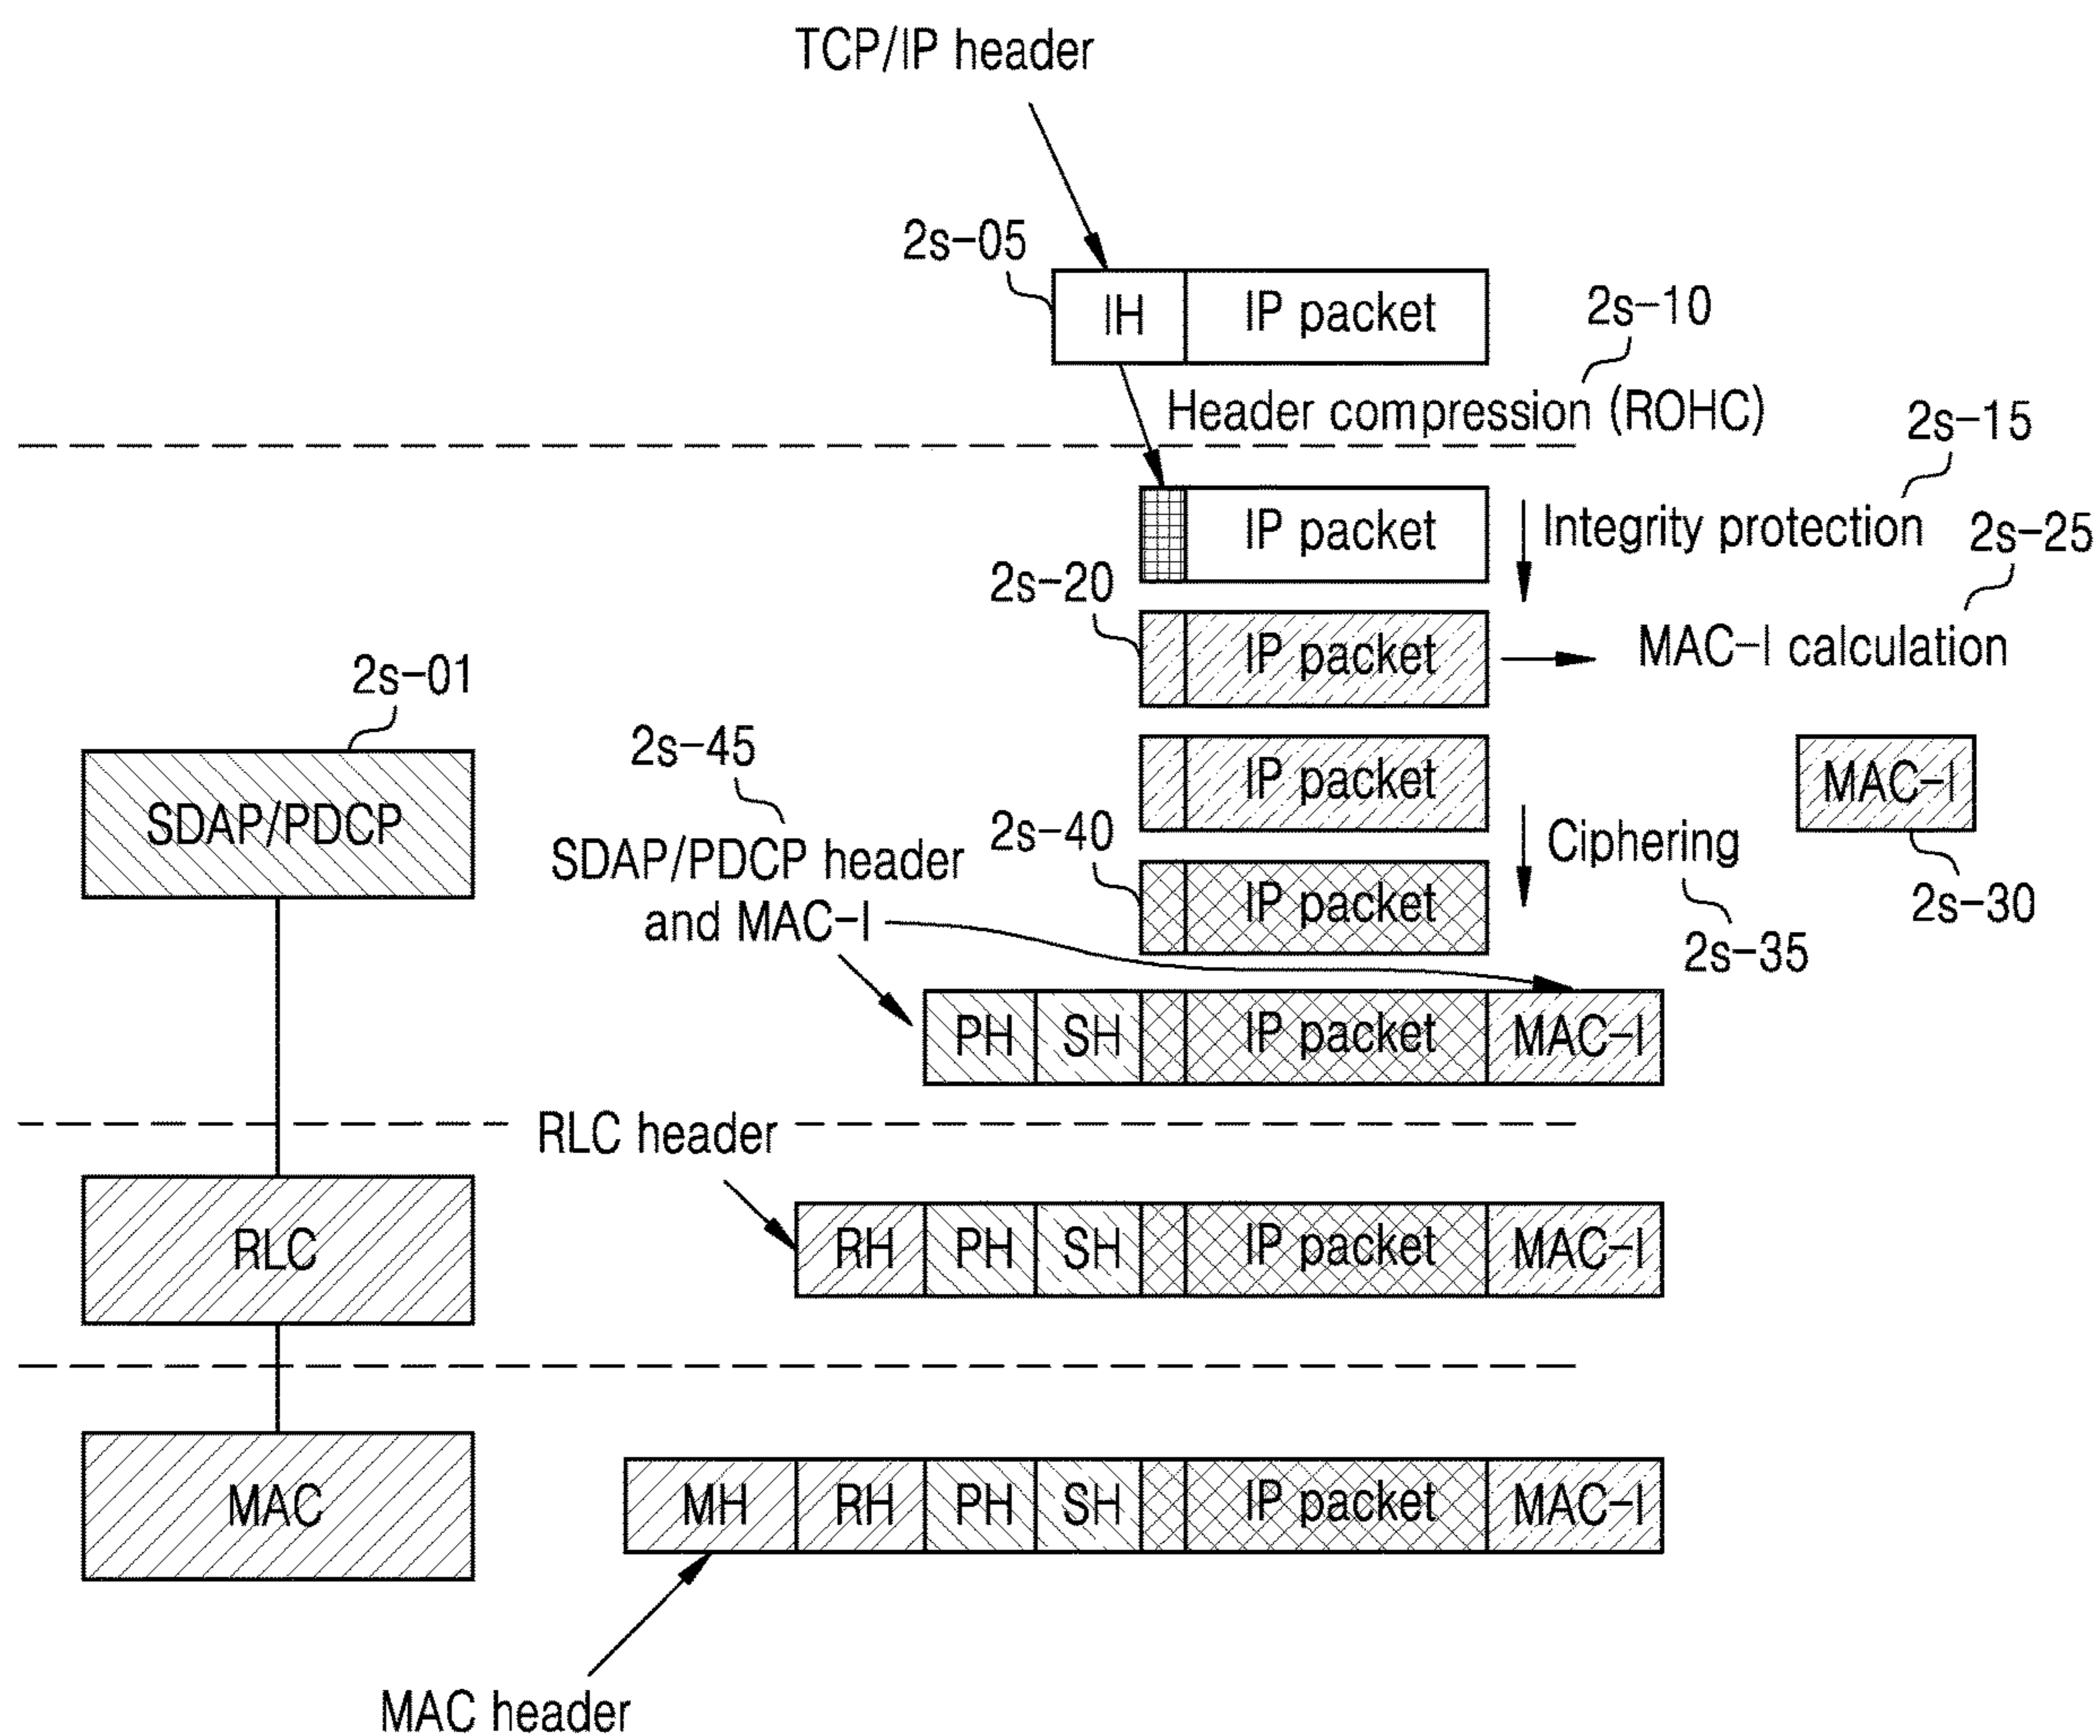 TCP/IP header
2s-05
IH IP packet
2s-10
Header compression (ROHC)
2s-15
IP packet
Integrity protection
2s-25
2s-20
IP packet
MAC-I calculation
2s-01
2s-45
IP packet
MAC-I
SDAP/PDCP
SDAP/PDCP header
and MAC-I
2s-40
Ciphering
IP packet
2s-30
2s-35
PH SH IP packet MAC-I
RLC header
RLC
RH PH SH IP packet MAC-I
MAC
MH RH PH SH IP packet MAC-I
MAC header